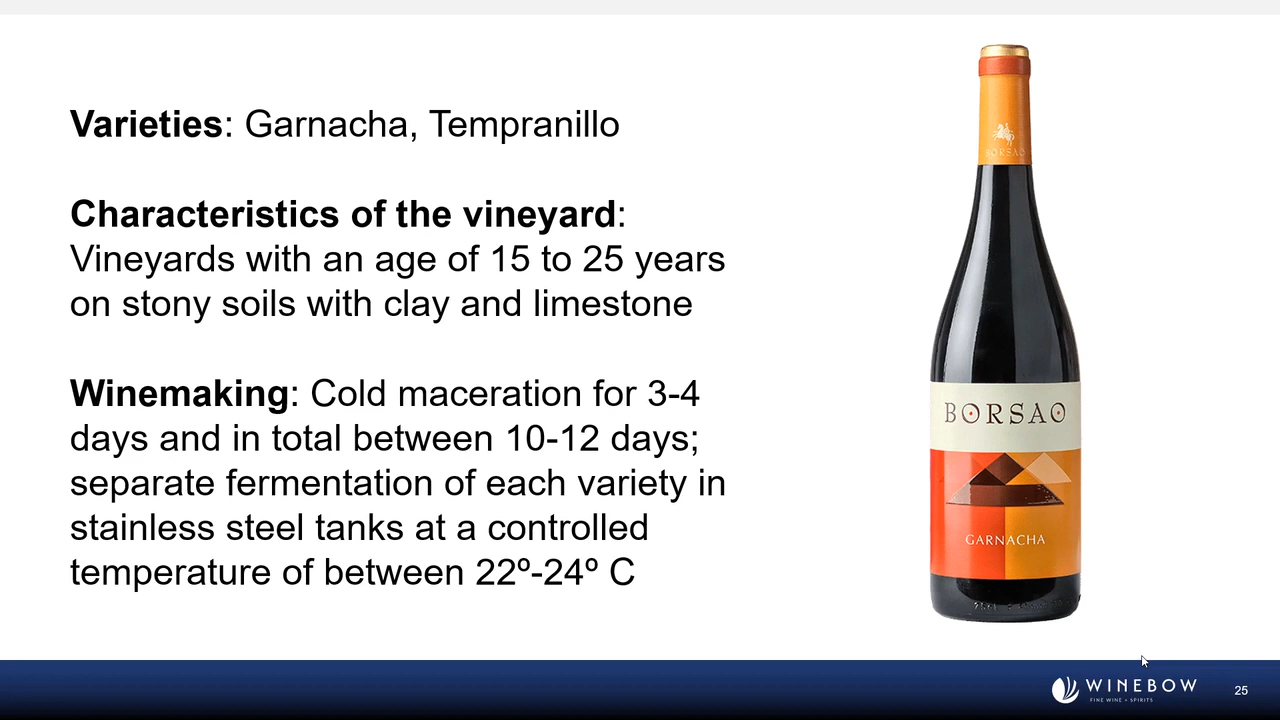 Varieties: Garnacha, Tempranillo
Characteristics of the vineyard:
Vineyards with an age of 15 to 25 years
on stony soils with clay and limestone
Winemaking: Cold maceration for 3-4
days and in total between 10-12 days;
separate fermentation of each variety in
stainless steel tanks at a controlled
temperature of between 22º-24º C
BORSAO
BORSAO
GARNACHA
WINEBOW
FINE WINE + SPIRITS
25